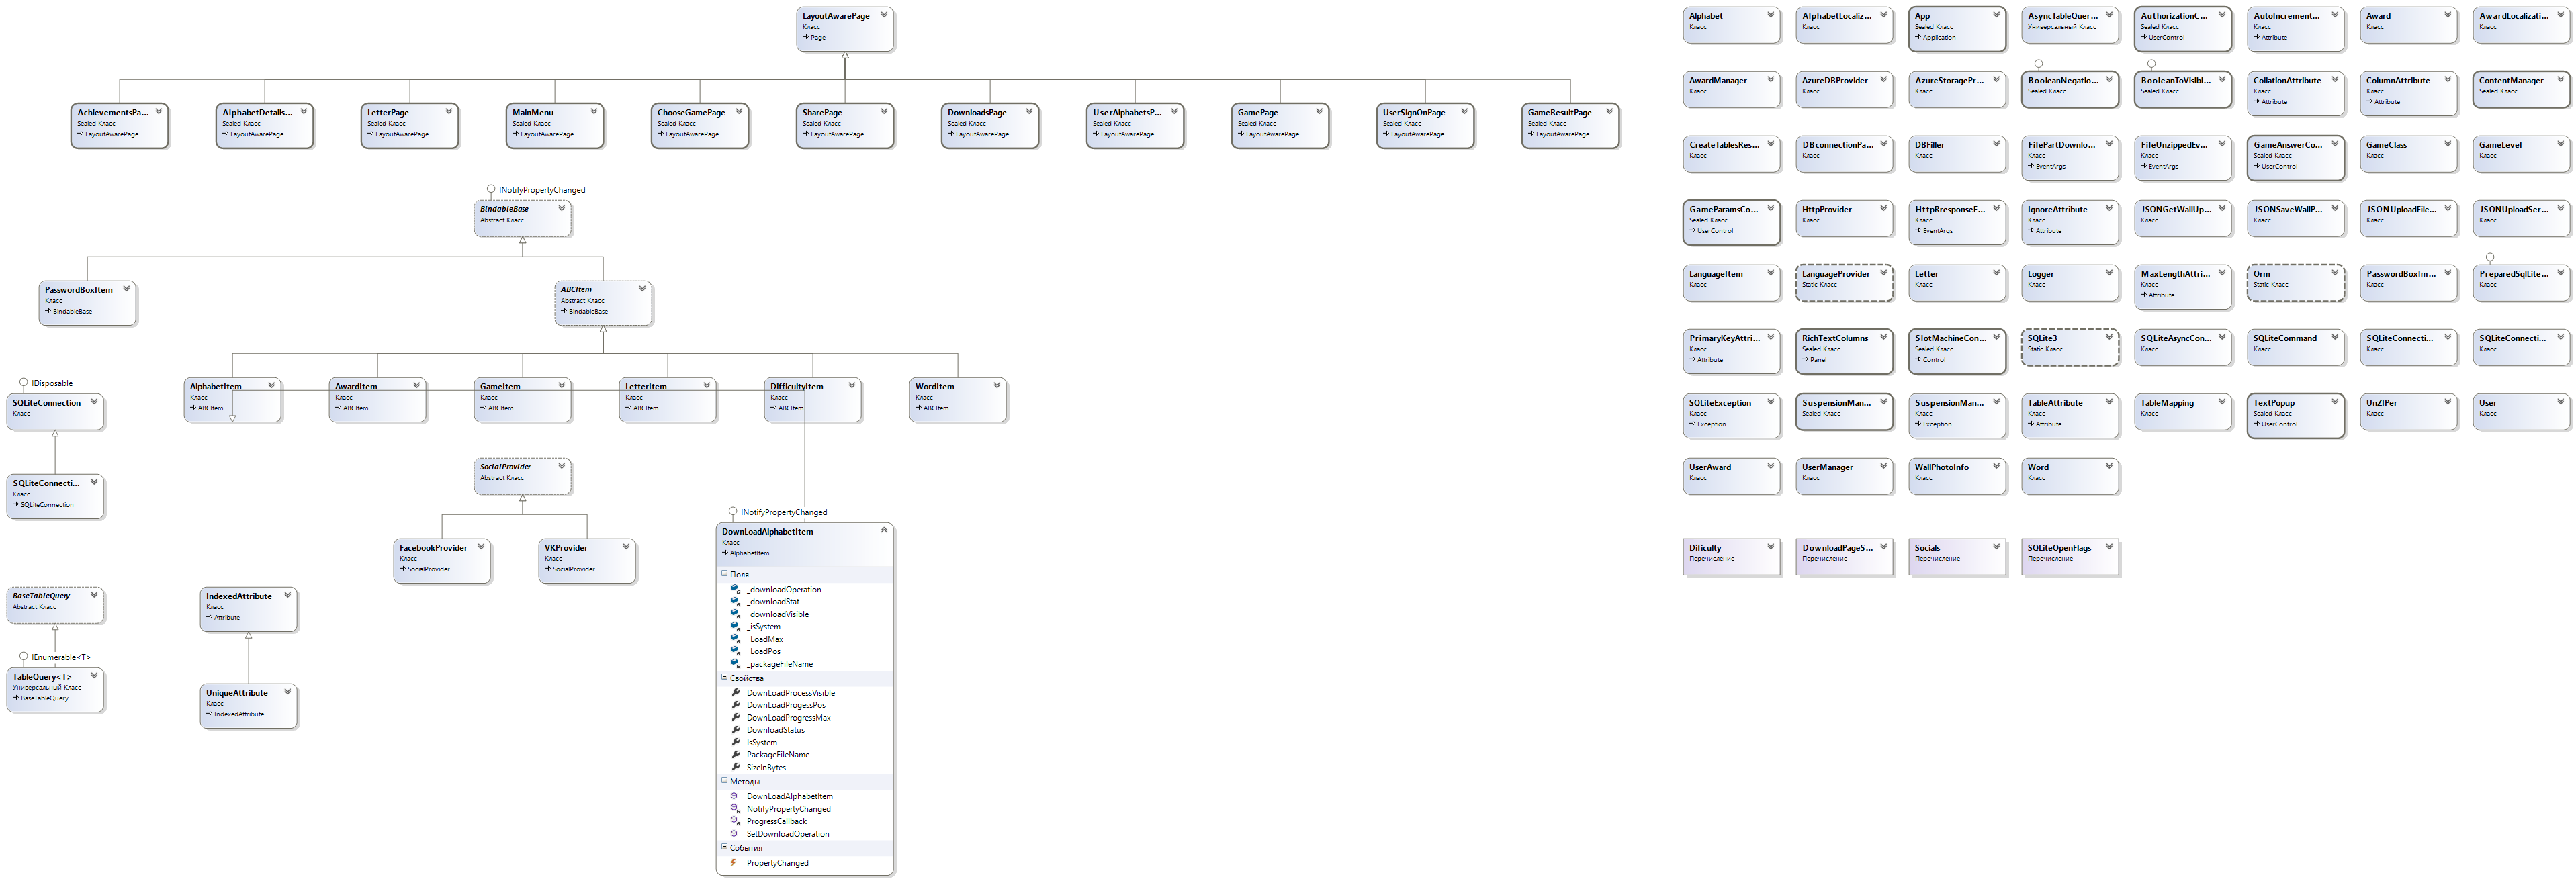 LayoutAwarePage
Класс
Page
AchievementsPa...
Sealed Класс
LayoutAwarePage
AlphabetDetails...
Sealed Класс
LayoutAwarePage
LetterPage
Sealed Класс
LayoutAwarePage
MainMenu
Sealed Класс
LayoutAwarePage
ChooseGamePage
Sealed Класс
LayoutAwarePage
SharePage
Sealed Класс
LayoutAwarePage
DownloadsPage
Sealed Класс
LayoutAwarePage
UserAlphabetsP...
Sealed Класс
LayoutAwarePage
GamePage
Sealed Класс
LayoutAwarePage
UserSignOnPage
Sealed Класс
LayoutAwarePage
GameResultPage
Sealed Класс
LayoutAwarePage
INotifyPropertyChanged
BindableBase
Abstract Класс
PasswordBoxItem
Класс
BindableBase
ABCItem
Abstract Класс
BindableBase
AlphabetItem
Класс
ABCItem
AwardItem
Класс
ABCItem
GameItem
Класс
ABCItem
LetterItem
Класс
ABCItem
DifficultyItem
Класс
ABCItem
WordItem
Класс
ABCItem
IDisposable
SQLiteConnection
Класс
SQLiteConnecti...
Класс
SQLiteConnection
SocialProvider
Abstract Класс
FacebookProvider
Класс
SocialProvider
VKProvider
Класс
SocialProvider
BaseTableQuery
Abstract Класс
IEnumerable<T>
TableQuery<T>
Универсальный Класс
BaseTableQuery
IndexedAttribute
Класс
Attribute
UniqueAttribute
Класс
IndexedAttribute
INotifyPropertyChanged
DownLoadAlphabetItem
Класс
AlphabetItem
Поля
_downloadOperation
_downloadStat
_downloadVisible
_isSystem
_LoadMax
_LoadPos
_packageFileName
Свойства
DownLoadProcessVisible
DownLoadProgessPos
DownLoadProgressMax
DownloadStatus
IsSystem
PackageFileName
SizeInBytes
Методы
DownLoadAlphabetItem
NotifyPropertyChanged
ProgressCallback
SetDownloadOperation
События
PropertyChanged
Alphabet
Класс
AlphabetLocaliz...
Класс
App
Sealed Класс
Application
AsyncTableQuer...
Универсальный Класс
AuthorizationC...
Sealed Класс
UserControl
AutoIncrement...
Класс
Attribute
Award
Класс
AwardLocalizati...
Класс
AwardManager
Класс
AzureDBProvider
Класс
AzureStoragePr...
Класс
BooleanNegatio...
Sealed Класс
BooleanToVisibi...
Sealed Класс
CollationAttribute
Класс
Attribute
ColumnAttribute
Класс
Attribute
ContentManager
Sealed Класс
CreateTablesRes...
Класс
DBconnectionPa...
Класс
DBFiller
Класс
FilePartDownlo...
Класс
EventArgs
FileUnzippedEv...
Класс
EventArgs
GameAnswerCo...
Sealed Класс
UserControl
GameClass
Класс
GameLevel
Класс
GameParamsCo...
Sealed Класс
UserControl
HttpProvider
Класс
HttpRresponseE...
Класс
EventArgs
IgnoreAttribute
Класс
Attribute
JSONGetWallUp...
Класс
JSONSaveWallP...
Класс
JSONUploadFile...
Класс
JSONUploadSer...
Класс
LanguageItem
Класс
LanguageProvider
Static Класс
Letter
Класс
Logger
Класс
MaxLengthAttri...
Класс
Attribute
Orm
Static Класс
PasswordBoxIm...
Класс
PreparedSqlLite...
Класс
PrimaryKeyAttri...
Класс
Attribute
RichTextColumns
Sealed Класс
Panel
SlotMachineCon...
Sealed Класс
Control
SQLite3
Static Класс
SQLiteAsyncCon...
Класс
SQLiteCommand
Класс
SQLiteConnecti...
Класс
SQLiteConnecti...
Класс
SQLiteException
Класс
Exception
SuspensionMan...
Sealed Класс
SuspensionMan...
Класс
Exception
TableAttribute
Класс
Attribute
TableMapping
Класс
TextPopup
Sealed Класс
UserControl
UnZIPer
Класс
User
Класс
UserAward
Класс
UserManager
Класс
WallPhotoInfo
Класс
Word
Класс
Dificulty
Перечисление
DownloadPageS...
Перечисление
Socials
Перечисление
SQLiteOpenFlags
Перечисление